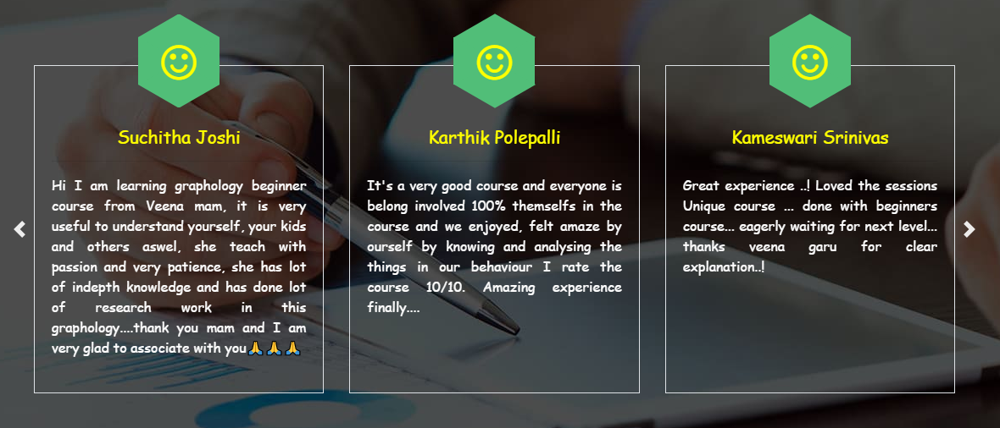 Suchitha Joshi
Hi I am learning graphology beginner
course from Veena mam, it is very
useful to understand yourself, your kids
and others aswel, she teach with
passion and very patience, she has lot
of indepth knowledge and has done lot
of research work in this
graphology....thank you mam and I am
very glad to associate with you🙏🙏🙏
Karthik Polepalli
It's a very good course and everyone is
belong involved 100% themselfs in the
course and we enjoyed, felt amaze by
ourself by knowing and analysing the
things in our behaviour I rate the
course 10/10. Amazing experience
finally....
Kameswari Srinivas
Great experience ..! Loved the sessions
Unique course ... done with beginners
course... eagerly waiting for next level...
thanks veena garu for clear
explanation..!